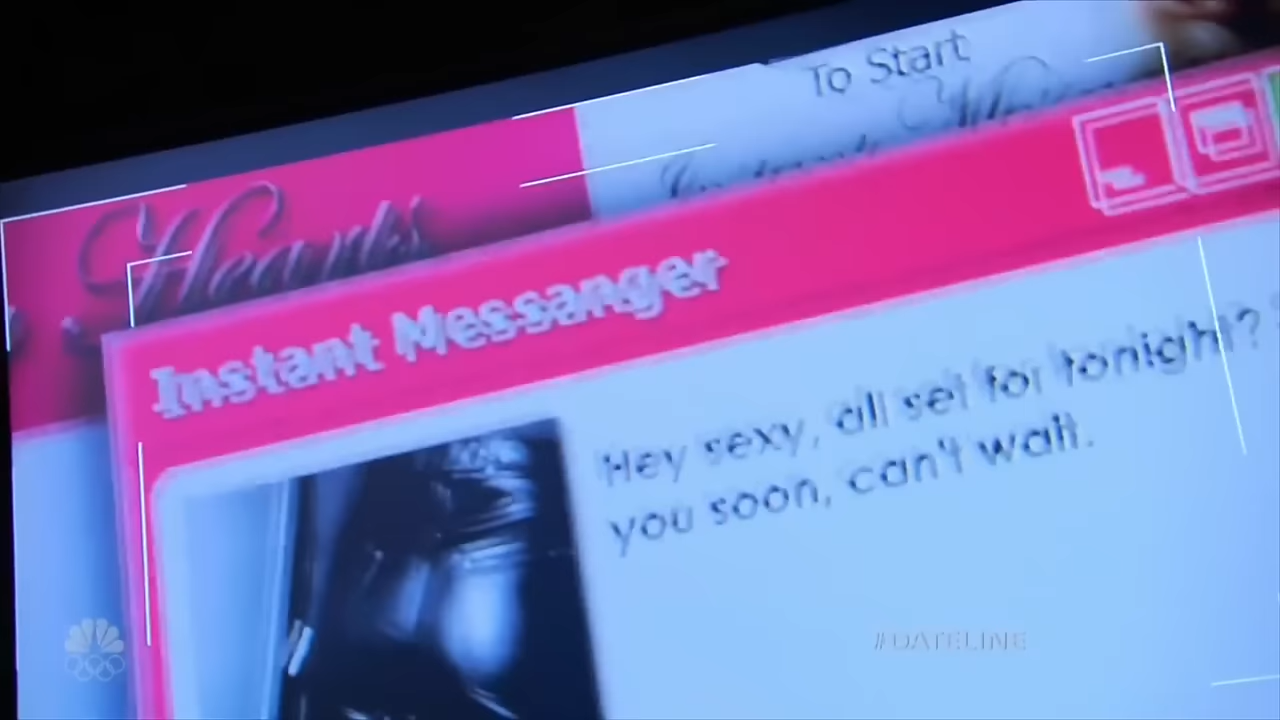 To Start
Hearts
Instant Messanger
Hey sexy, all set for tonight?
you soon, can't wait.
#DATELINE